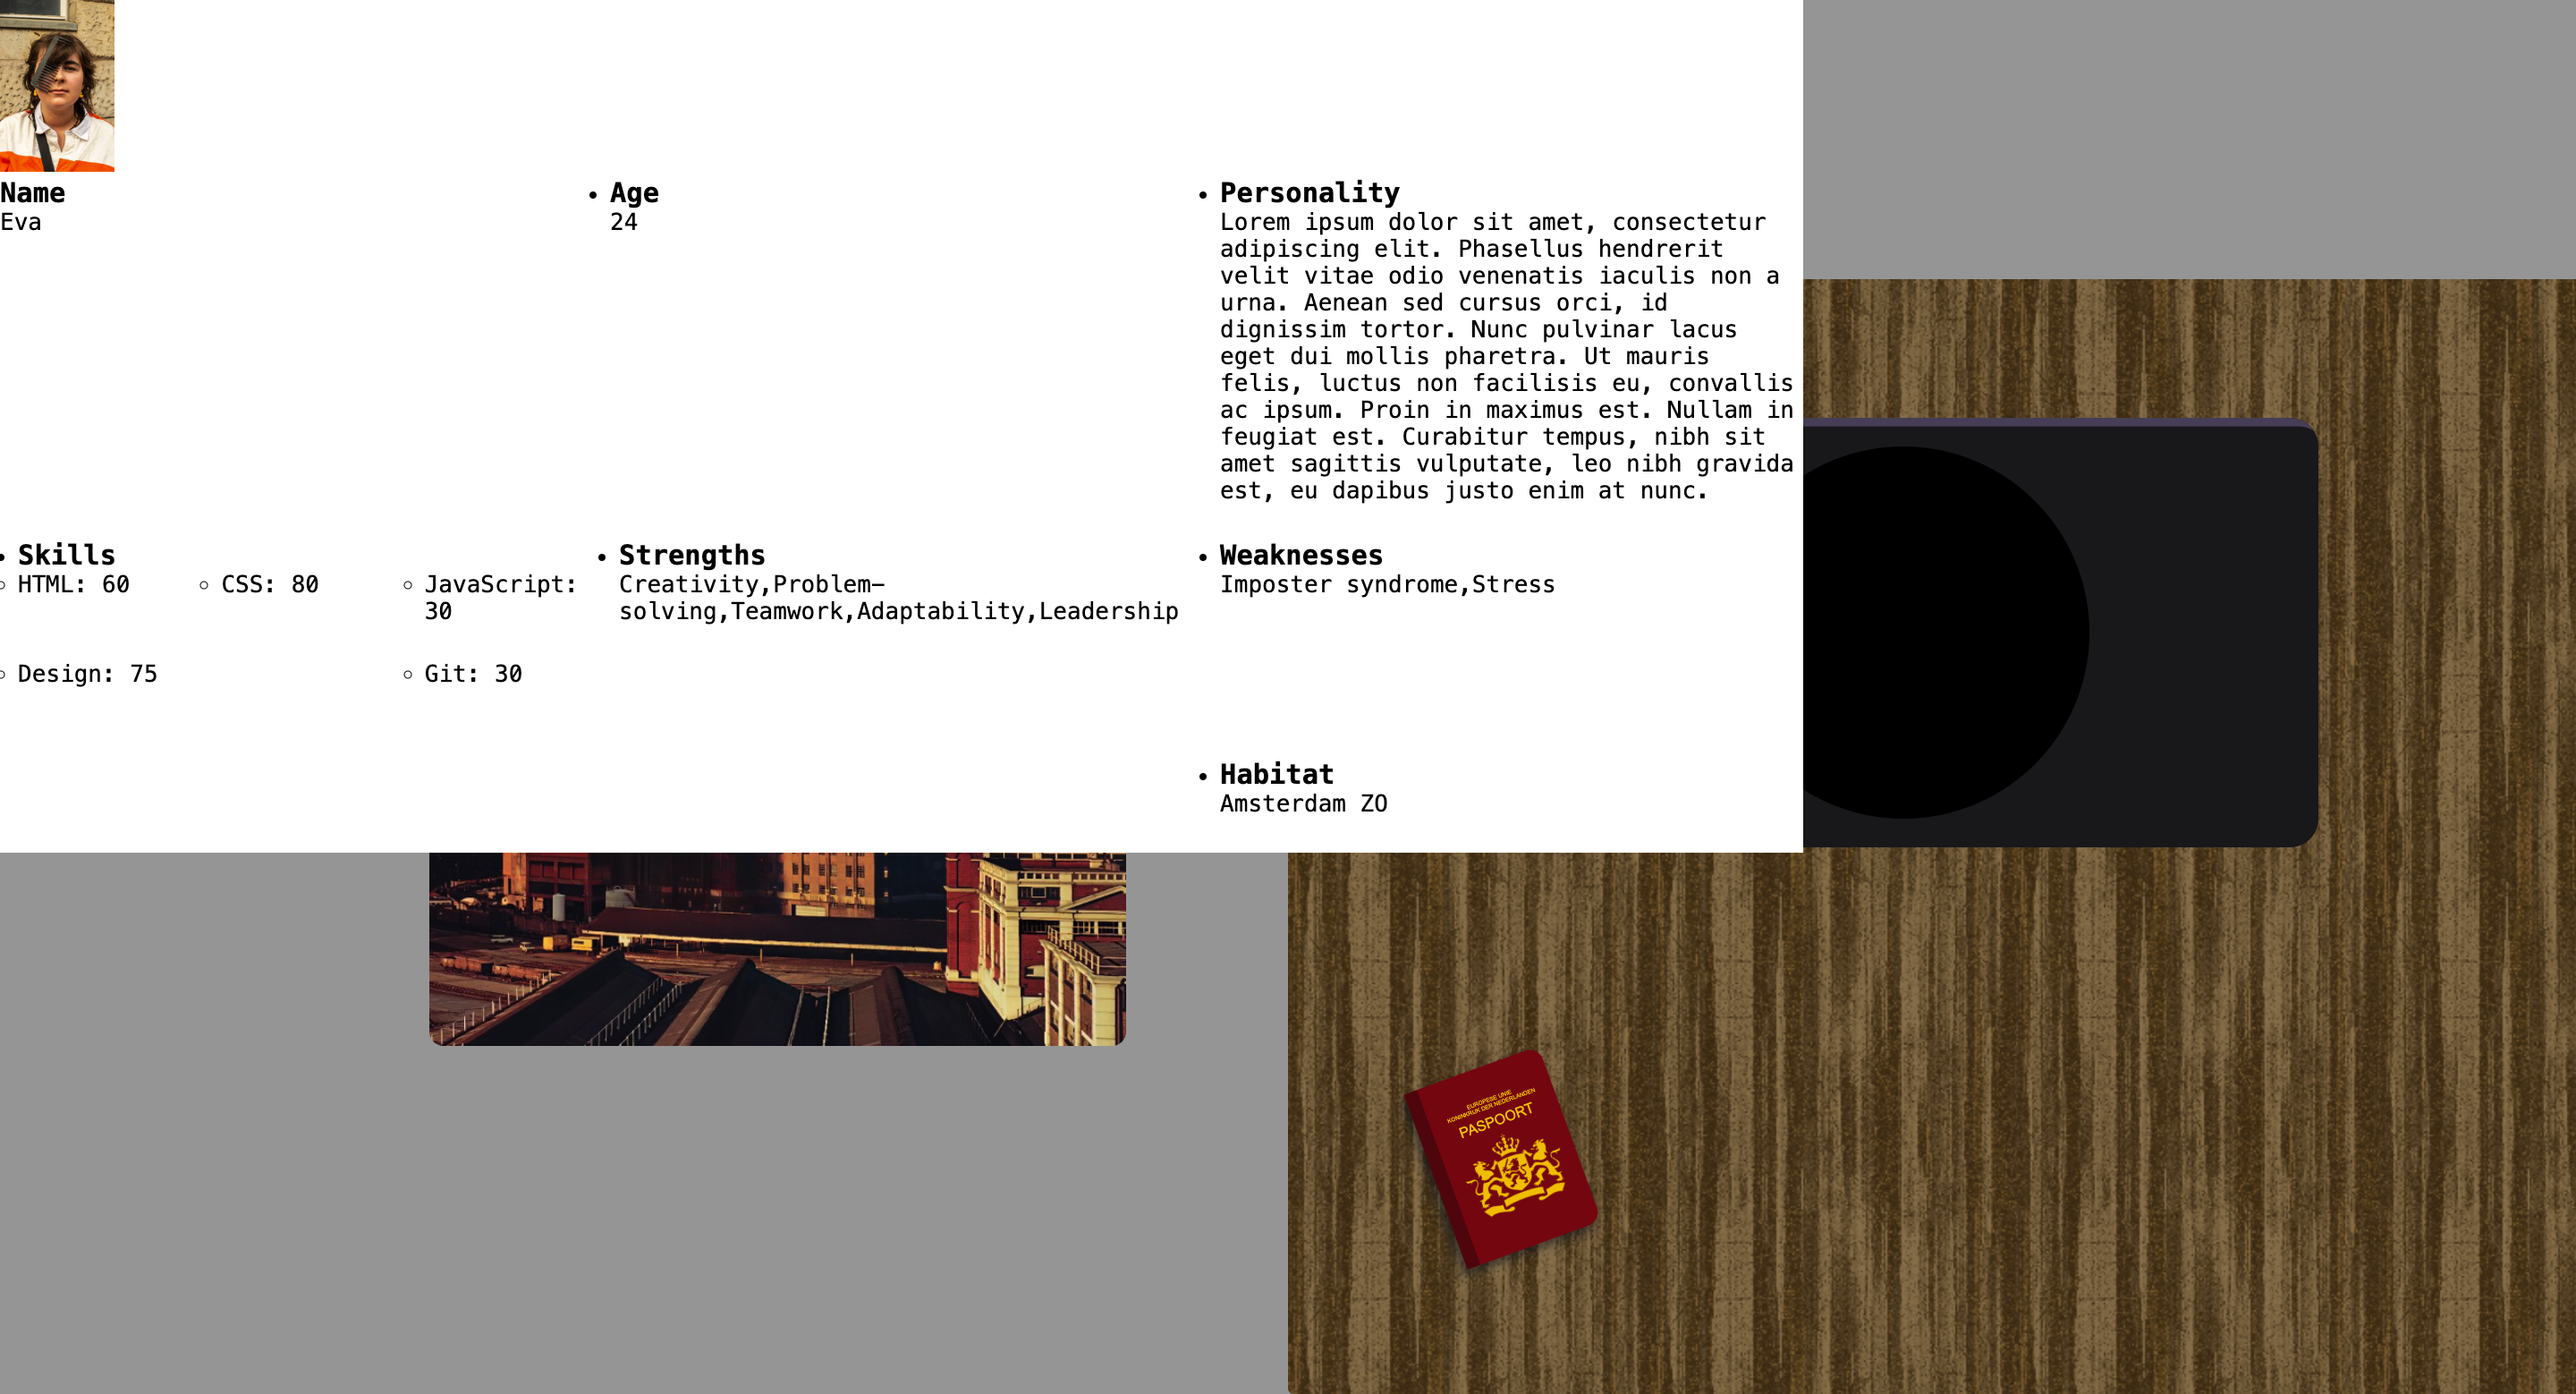 Name
Eva
Age
24
Personality
Lorem ipsum dolor sit amet, consectetur
adipiscing elit. Phasellus hendrerit
velit vitae odio venenatis iaculis non a
urna. Aenean sed cursus orci, id
dignissim tortor. Nunc pulvinar lacus
eget dui mollis pharetra. Ut mauris
felis, luctus non facilisis eu, convallis
ac ipsum. Proin in maximus est. Nullam in
feugiat est. Curabitur tempus, nibh sit
amet sagittis vulputate, leo nibh gravida
est, eu dapibus justo enim at nunc.
Skills
HTML: 60
CSS: 80
JavaScript:
30
Design: 75
Git: 30
Strengths
Creativity,Problem-
solving,Teamwork,Adaptability,Leadership
Weaknesses
Imposter syndrome,Stress
Habitat
Amsterdam ZO
EUROPESE UNIE
KONINKRIJK DER NEDERLANDEN
PASPOORT